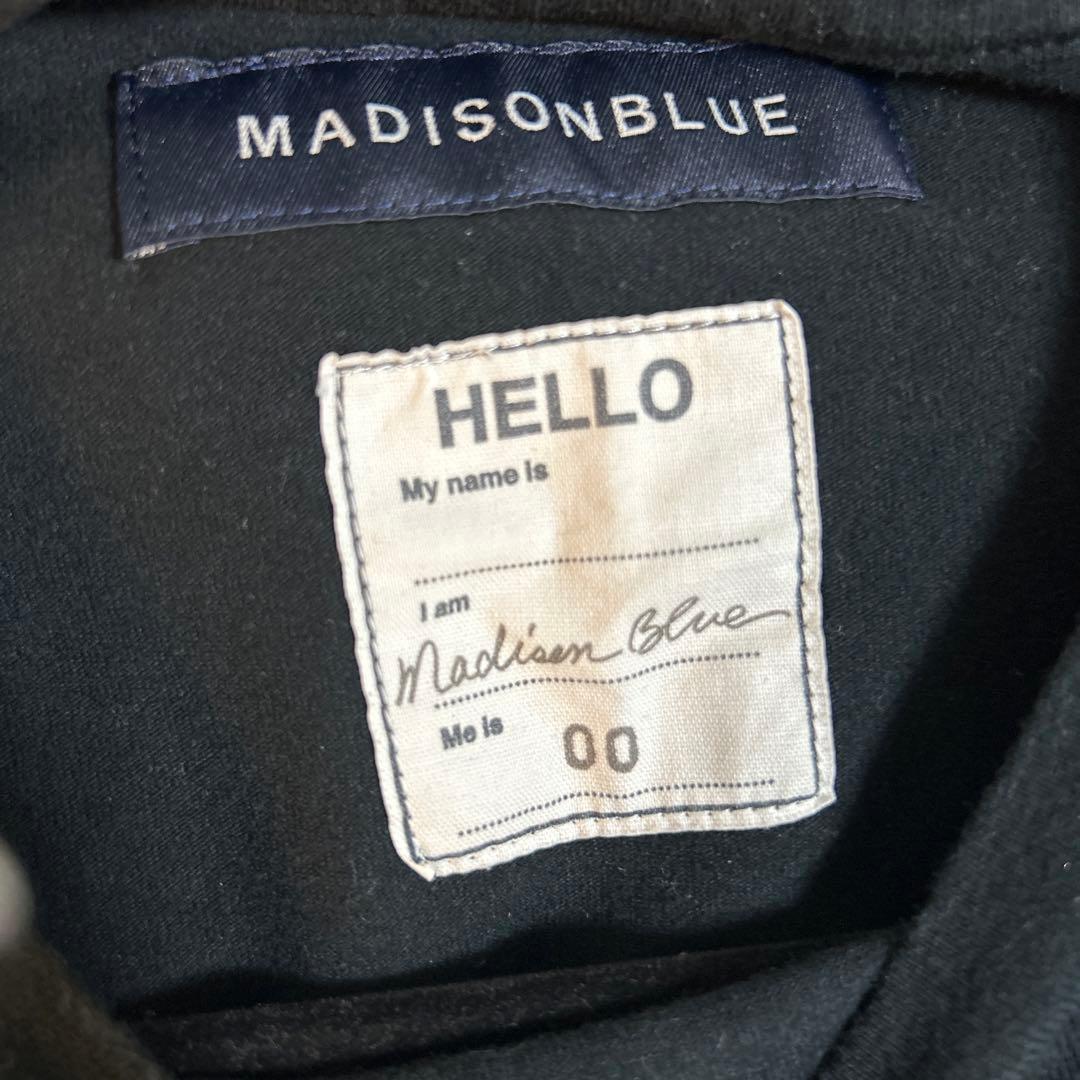 MADISONBLUE
HELLO
My name is
I am
Madison Blue
Me is 00